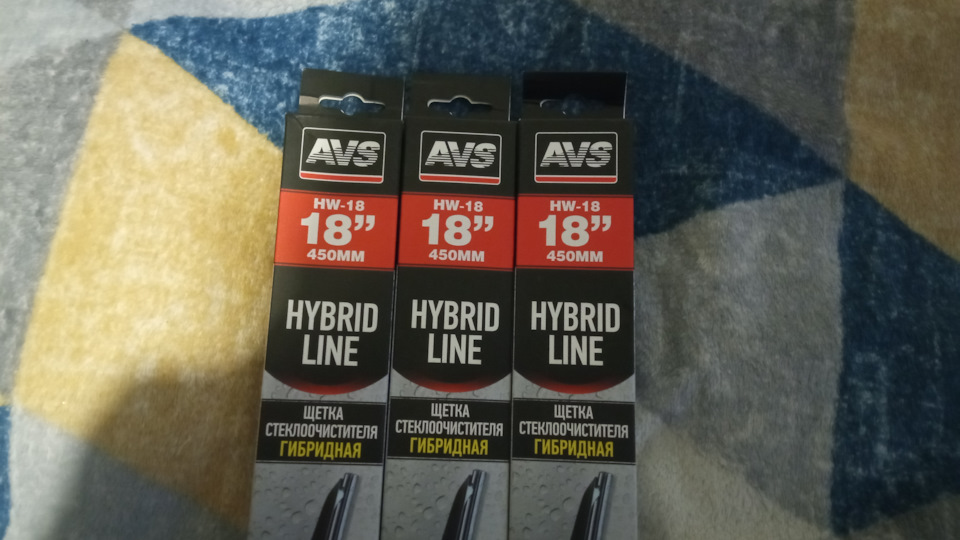 AVS
HW-18
18”
450MM
HYBRID
LINE
ЩЕТКА
СТЕКЛООЧИСТИТЕЛЯ
ГИБРИДНАЯ
AVS
HW-18
18”
450MM
HYBRID
LINE
ЩЕТКА
СТЕКЛООЧИСТИТЕЛЯ
ГИБРИДНАЯ
AVS
HW-18
18”
450MM
HYBRID
LINE
ЩЕТКА
СТЕКЛООЧИСТИТЕЛЯ
ГИБРИДНАЯ